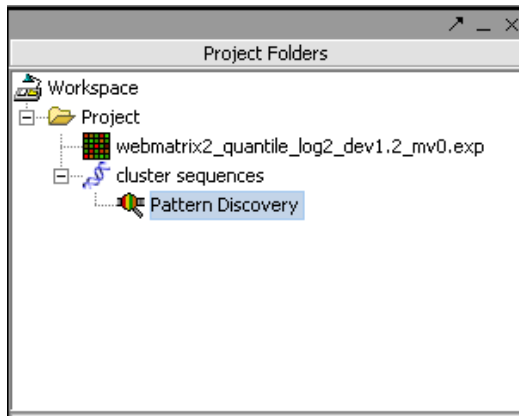 Project Folders
Workspace
Project
webmatrix2_quantile_log2_dev1.2_mv0.exp
cluster sequences
Pattern Discovery